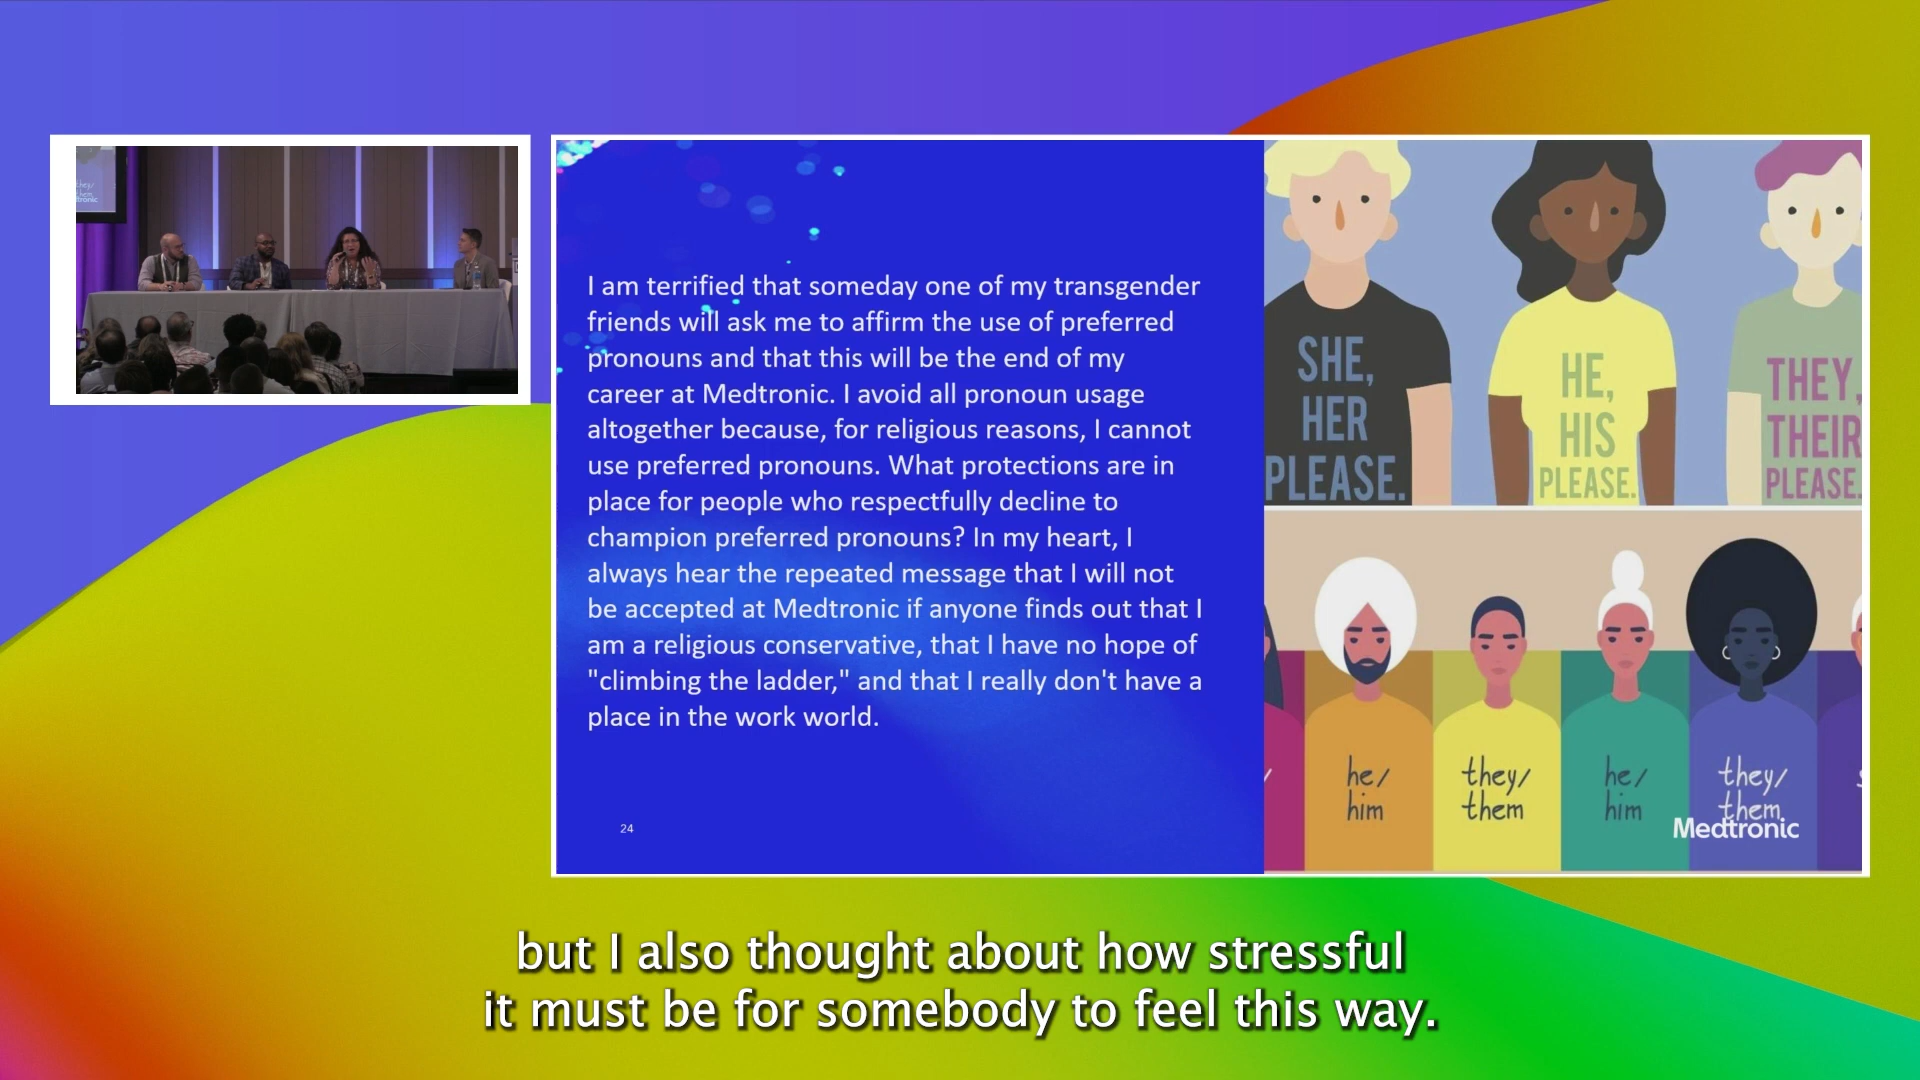 they/
them
Medtronic
I am terrified that someday one of my transgender
friends will ask me to affirm the use of preferred
pronouns and that this will be the end of my
career at Medtronic. I avoid all pronoun usage
altogether because, for religious reasons, I cannot
use preferred pronouns. What protections are in
place for people who respectfully decline to
champion preferred pronouns? In my heart, I
always hear the repeated message that I will not
be accepted at Medtronic if anyone finds out that I
am a religious conservative, that I have no hope of
"climbing the ladder," and that I really don't have a
place in the work world.
24
SHE,
HER
PLEASE.
HE,
HIS
PLEASE.
THEY,
THEIR
PLEASE.
he/
him
they/
them
he/
him
they/
them
Medtronic
but I also thought about how stressful
it must be for somebody to feel this way.